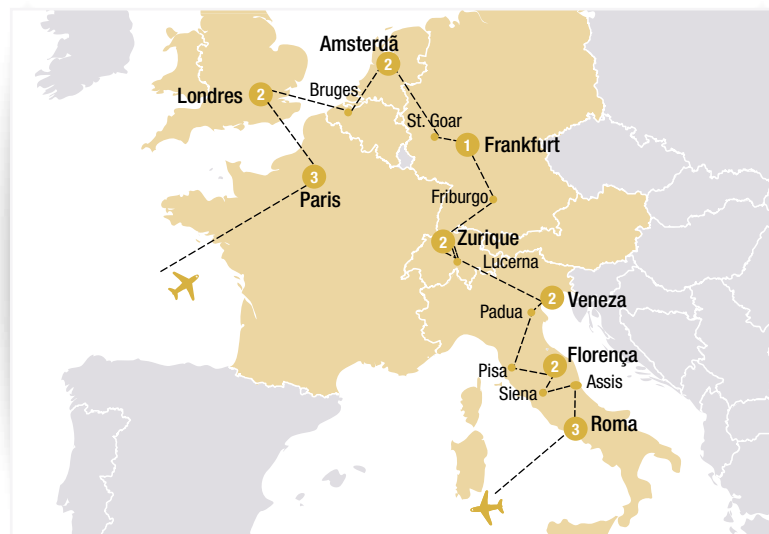 Amsterdã
2
Bruges
Londres
2
St. Goar
1
Frankfurt
3
Paris
Friburgo
2
Zurique
Lucerna
2
Veneza
Padua
Florença
2
Pisa
Assis
Siena
3
Roma